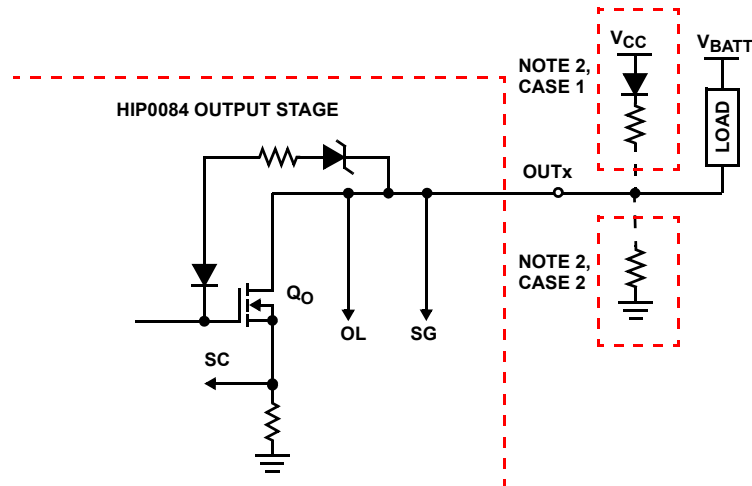 VCC
VBATT
NOTE 2,
CASE 1
LOAD
HIP0084 OUTPUT STAGE
OUTx
NOTE 2,
CASE 2
QO
OL
SG
SC